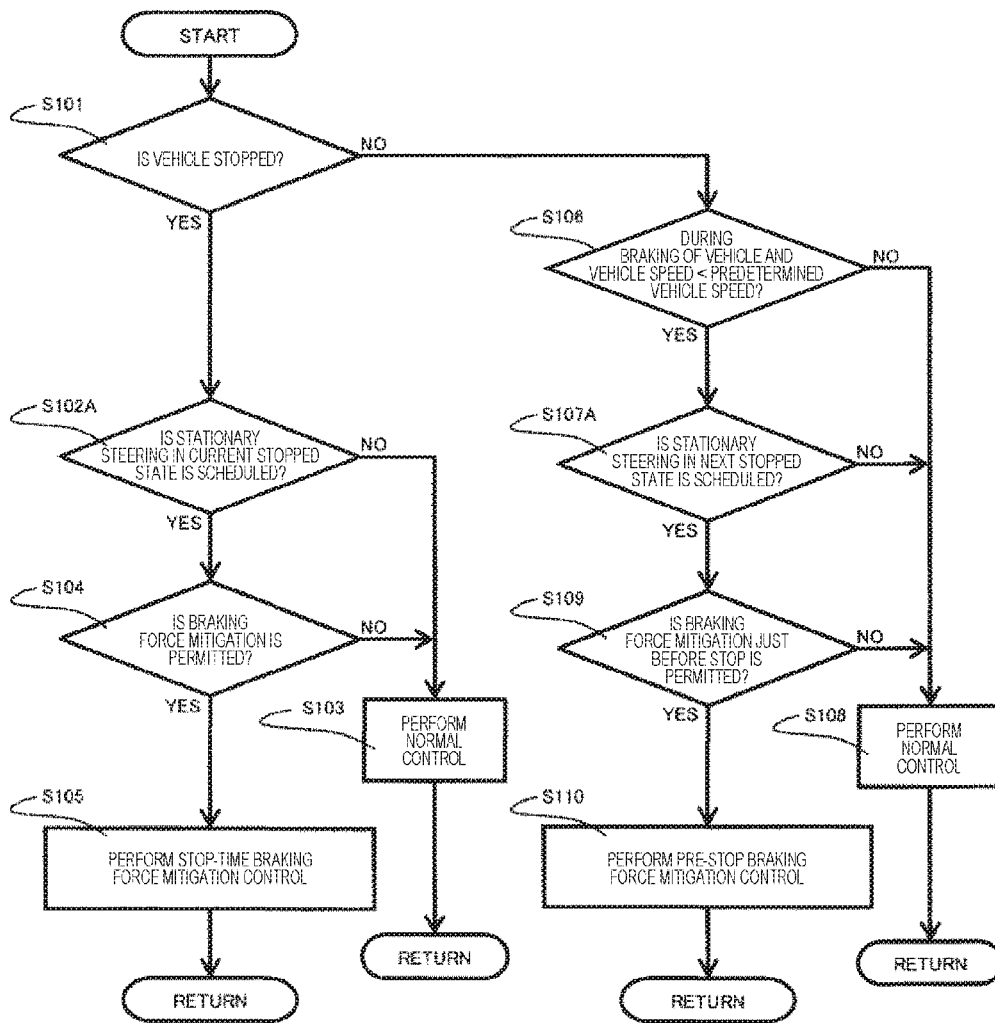 START
S101
IS VEHICLE STOPPED?
NO
YES
S106
DURING
BRAKING OF VEHICLE AND
VEHICLE SPEED < PREDETERMINED
VEHICLE SPEED?
NO
YES
S102A
IS STATIONARY
STEERING IN CURRENT STOPPED
STATE IS SCHEDULED?
NO
YES
S107A
IS STATIONARY
STEERING IN NEXT STOPPED
STATE IS SCHEDULED?
NO
YES
S104
IS BRAKING
FORCE MITIGATION IS
PERMITTED?
NO
YES
S109
IS BRAKING
FORCE MITIGATION JUST
BEFORE STOP IS
PERMITTED?
NO
YES
S103
PERFORM
NORMAL
CONTROL
S108
PERFORM
NORMAL
CONTROL
S105
PERFORM STOP-TIME BRAKING
FORCE MITIGATION CONTROL
S110
PERFORM PRE-STOP BRAKING
FORCE MITIGATION CONTROL
RETURN
RETURN
RETURN
RETURN